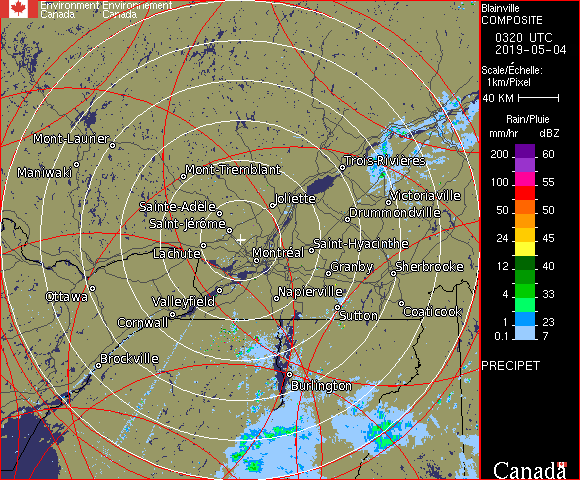 Environment Environnement
Canada Canada
Blainville
COMPOSITE
0320 UTC
2019-05-04
Scale/Échelle:
1km/Pixel
40 KM
Rain/Pluie
mm/hr dBZ
200 60
100 55
50 50
24 45
12 40
4 33
1 23
0.1 7
PRECIPET
Mont-Laurier
Maniwaki
Mont-Tremblant
Trois-Rivières
Joliette
Victoriaville
Sainte-Adele
Drummondville
Saint-Jérôme
Saint-Hyacinthe
Lachute
Montréal
Granby
Sherbrooke
Ottawa
Valleyfield
Napierville
Cornwall
Sutton
Coaticook
Brockville
Burlington
Canada